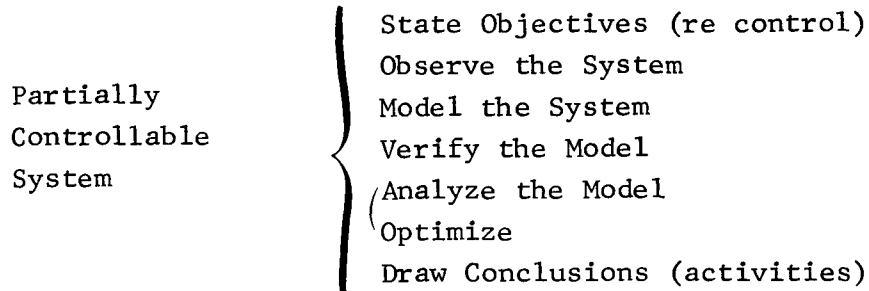 Partially
Controllable
System
State Objectives (re control)
Observe the System
Model the System
Verify the Model
Analyze the Model
Optimize
Draw Conclusions (activities)